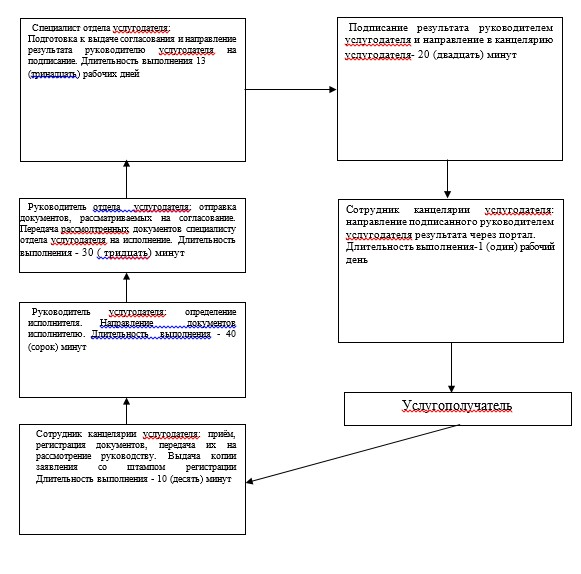 Специалист отдела услугодателя:
Подготовка к выдаче согласования и направление
результата руководителю услугодателя на
подписание. Длительность выполнения 13
(тринадцать) рабочих дней
Подписание результата руководителем
услугодателя и направление в канцелярию
услугодателя- 20 (двадцать) минут
Руководитель отдела услугодателя: отправка
документов, рассматриваемых на согласование.
Передача рассмолтренных документов специалисту
отдела услугодателя на исполнение. Длительность
выполнения - 30 ( тридцать) минут
Сотрудник канцелярии услугодателя:
направление подписанного руководителем
услугодателя результата через портал.
Длительность выполнения-1 (один) рабочий
день
Руководитель услугодателя: определение
исполнителя. Направление документов
исполнителю. Длительность выполнения - 40
(сорок) минут
Услугополучатель
Сотрудник канцелярии услугодателя: приём,
регистрация документов, передача их на
рассмотрение руководству. Выдача копии
заявления со штампом регистрации
Длительность выполнения - 10 (десять) минут